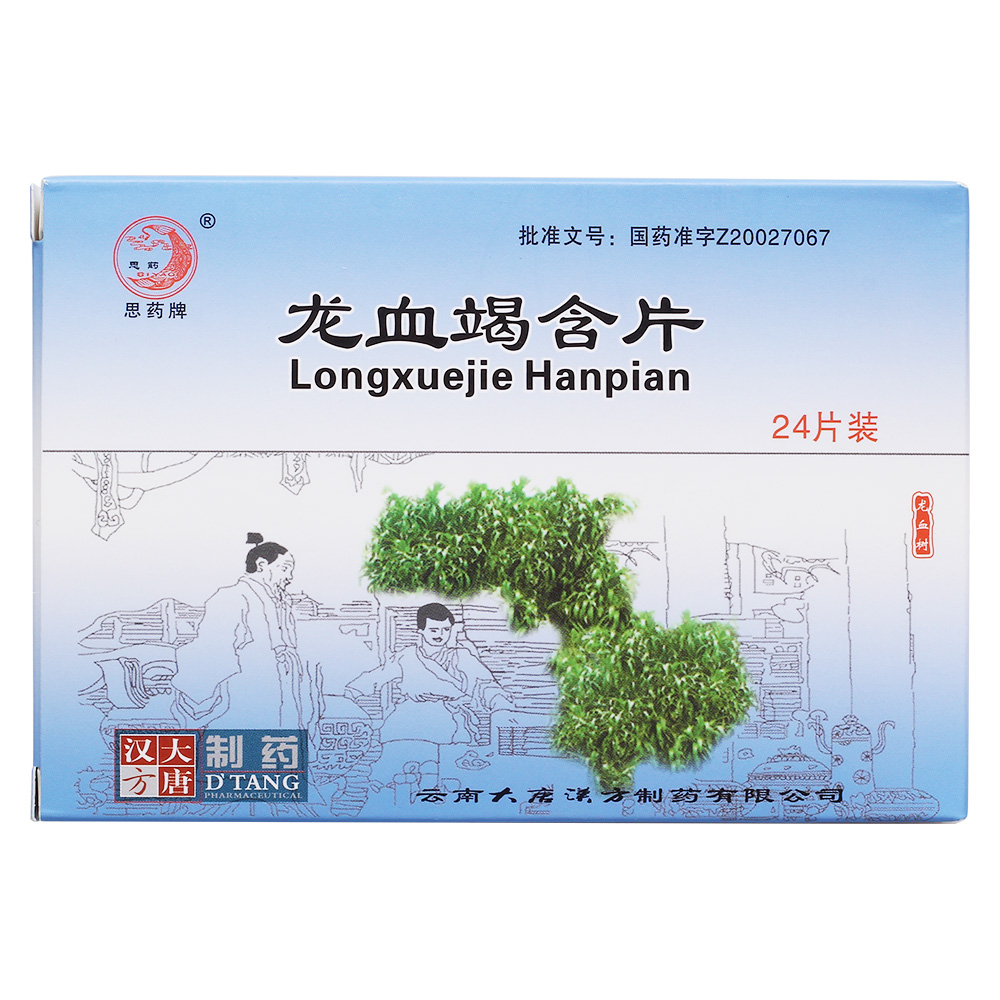 ®
思药
SIYAO
思药牌
批准文号：国药准字Z20027067
龙血竭含片
Longxuejie Hanpian
24片装
龙血树
大唐汉方
制药
D'TANG
PHARMACEUTICAL
云南大唐漢方制药有限公司